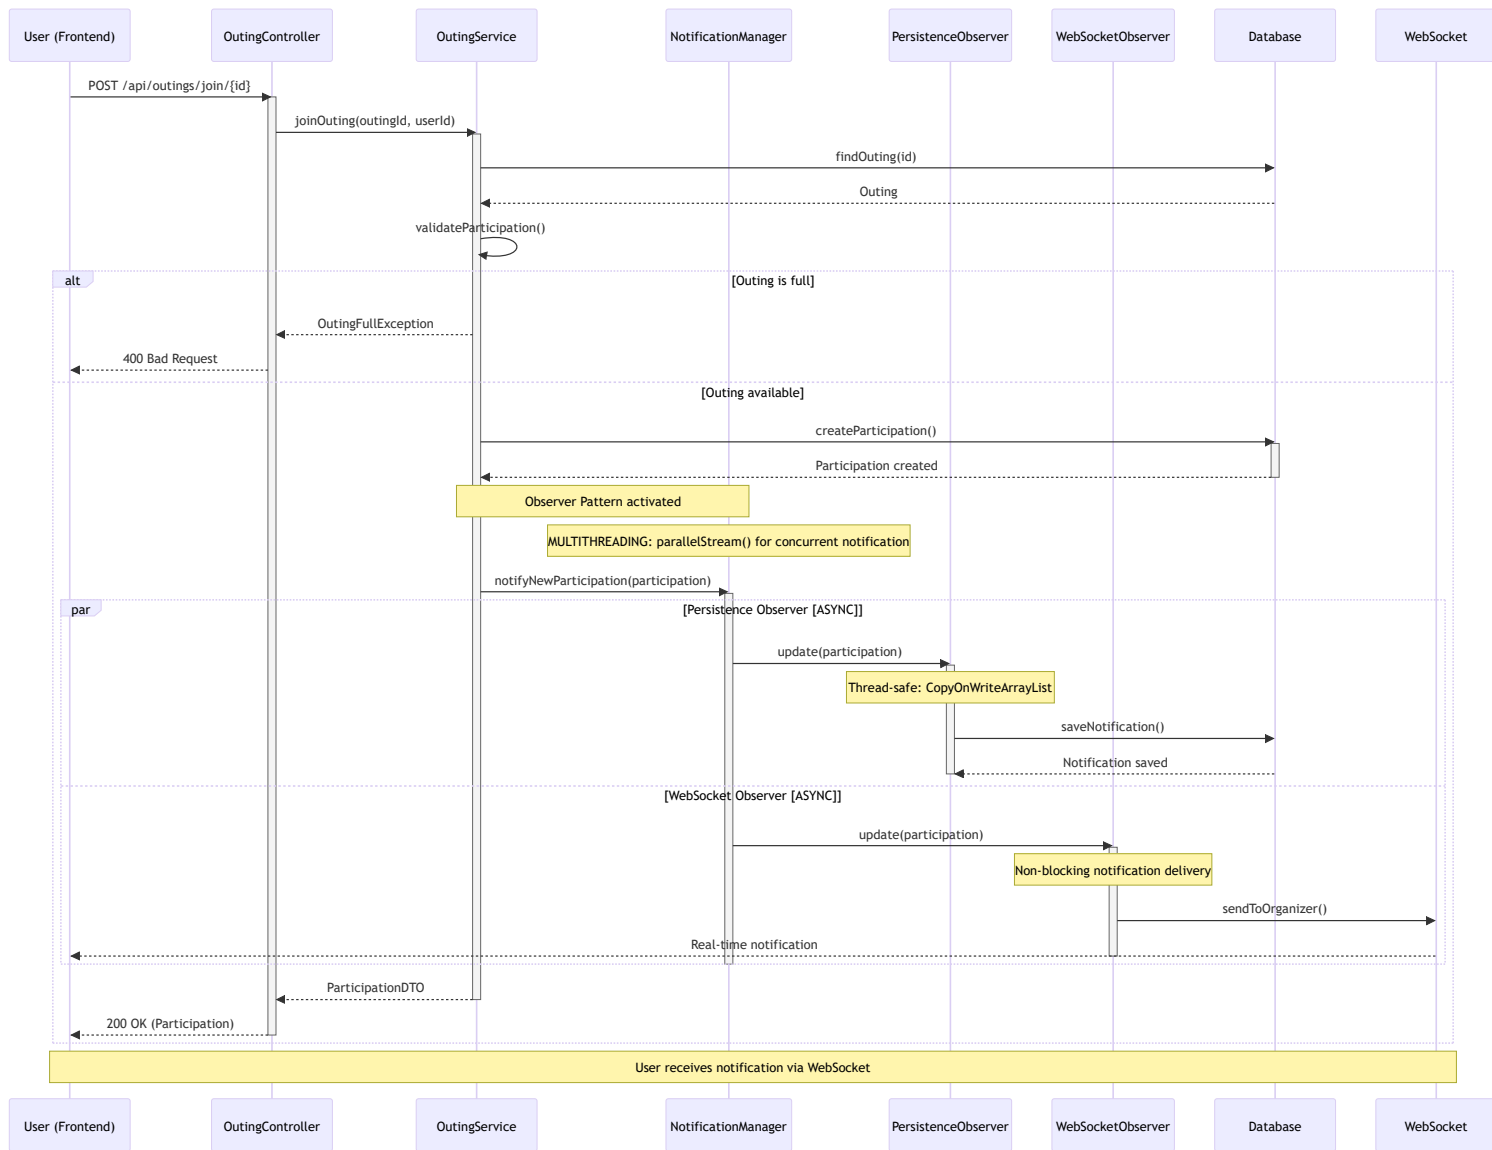 User (Frontend)
OutingController
OutingService
NotificationManager
PersistenceObserver
WebSocketObserver
Database
WebSocket
POST /api/outings/join/{id}
joinOuting(outingId, userId)
findOuting(id)
Outing
validateParticipation()
alt
[Outing is full]
OutingFullException
400 Bad Request
[Outing available]
createParticipation()
Participation created
Observer Pattern activated
MULTITHREADING: parallelStream() for concurrent notification
notifyNewParticipation(participation)
par
[Persistence Observer [ASYNC]]
update(participation)
Thread-safe: CopyOnWriteArrayList
saveNotification()
Notification saved
[WebSocket Observer [ASYNC]]
update(participation)
Non-blocking notification delivery
sendToOrganizer()
Real-time notification
ParticipationDTO
200 OK (Participation)
User receives notification via WebSocket
User (Frontend)
OutingController
OutingService
NotificationManager
PersistenceObserver
WebSocketObserver
Database
WebSocket